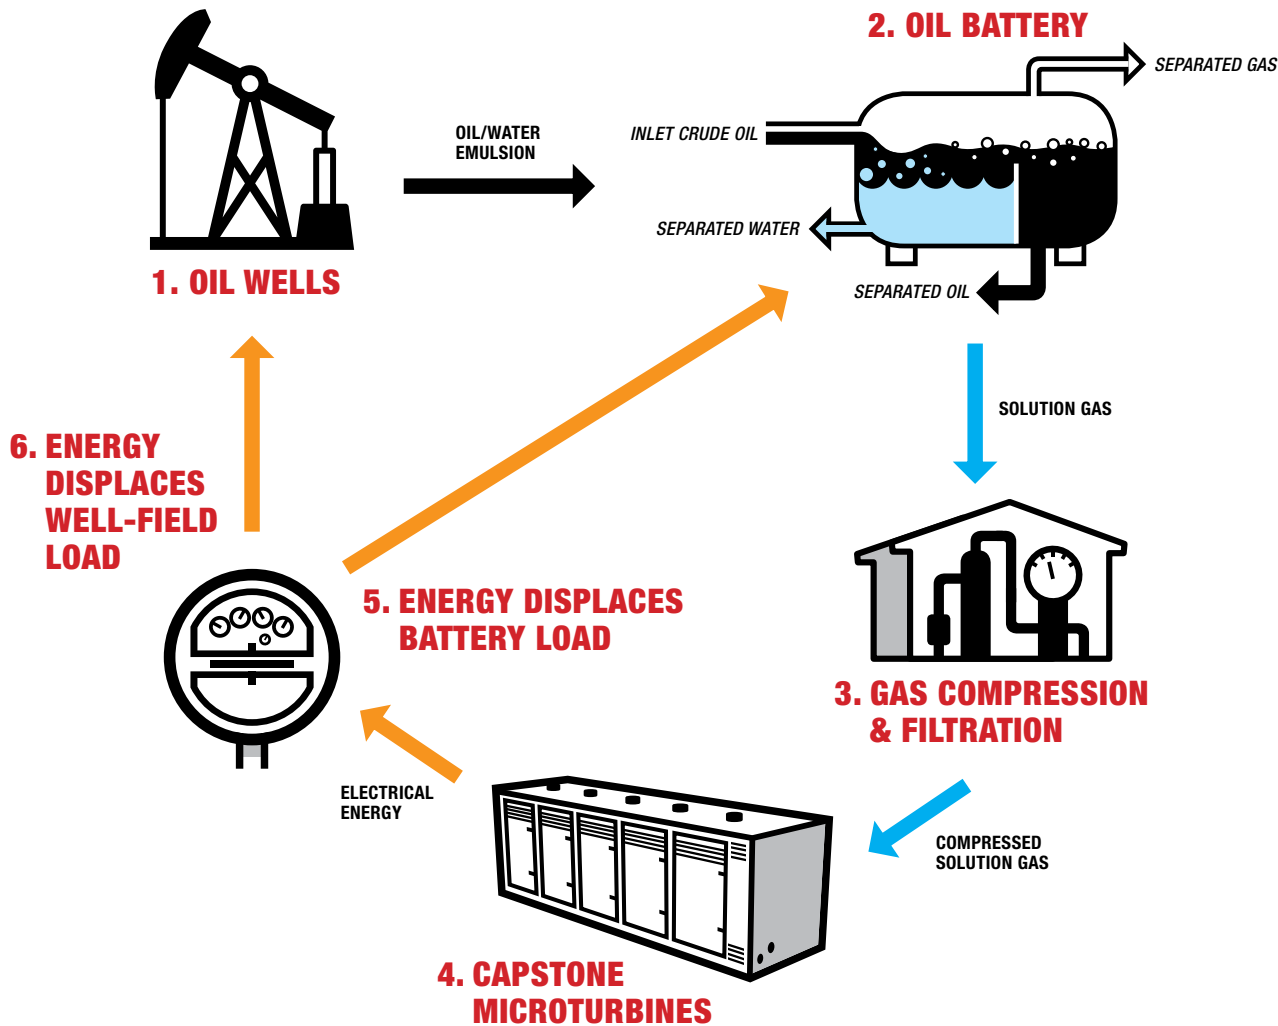 2. OIL BATTERY
SEPARATED GAS
INLET CRUDE OIL
OIL/WATER
EMULSION
SEPARATED WATER
SEPARATED OIL
1. OIL WELLS
SOLUTION GAS
6. ENERGY
DISPLACES
WELL-FIELD
LOAD
5. ENERGY DISPLACES
BATTERY LOAD
3. GAS COMPRESSION
& FILTRATION
ELECTRICAL
ENERGY
COMPRESSED
SOLUTION GAS
4. CAPSTONE
MICROTURBINES